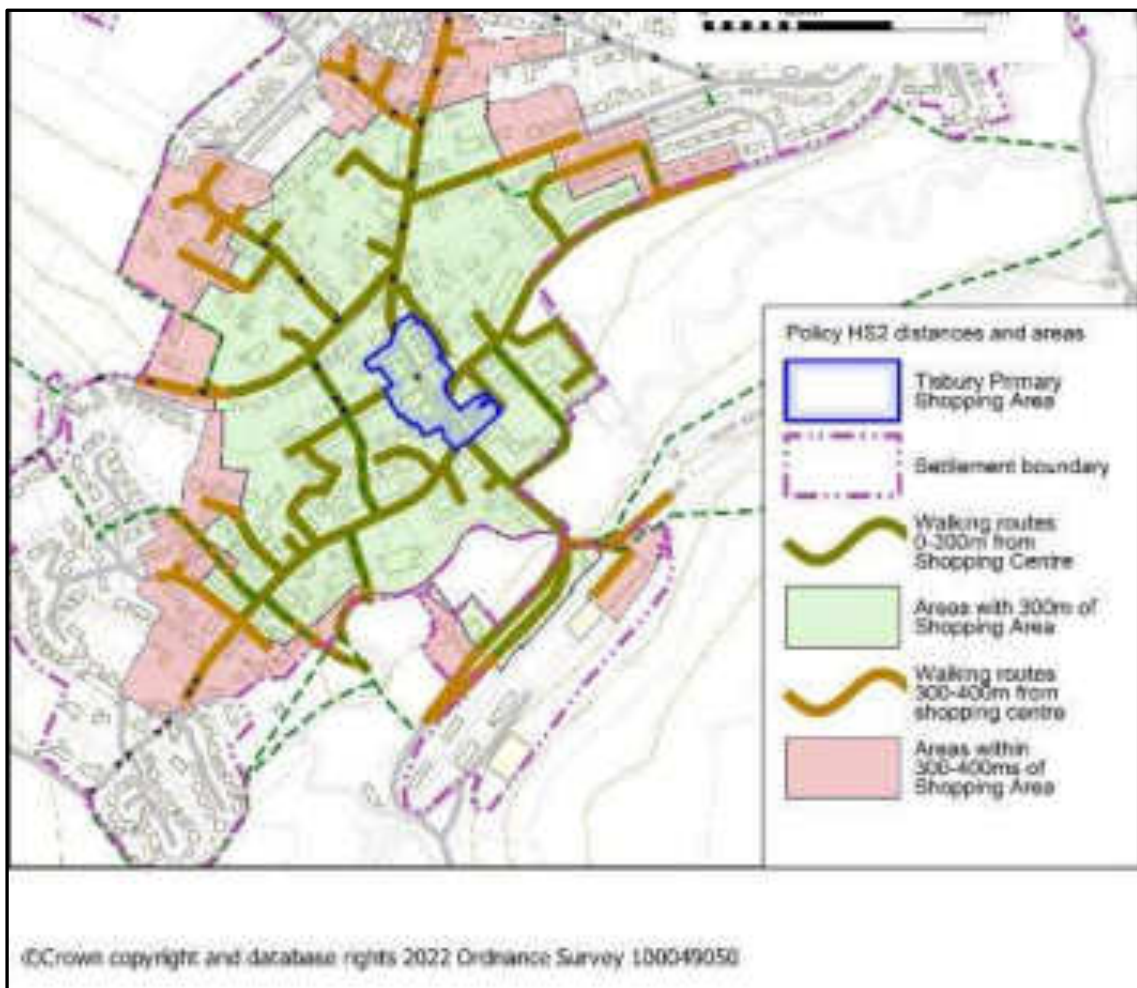 Policy HS2 distances and areas
Tisbury Primary
Shopping Area
Settlement boundary
Walking routes
0-300m from
Shopping Centre
Areas with 300m of
Shopping Area
Walking routes
300-400m from
shopping centre
Areas within
300-400ms of
Shopping Area
©Crown copyright and database rights 2022 Ordnance Survey 100049050